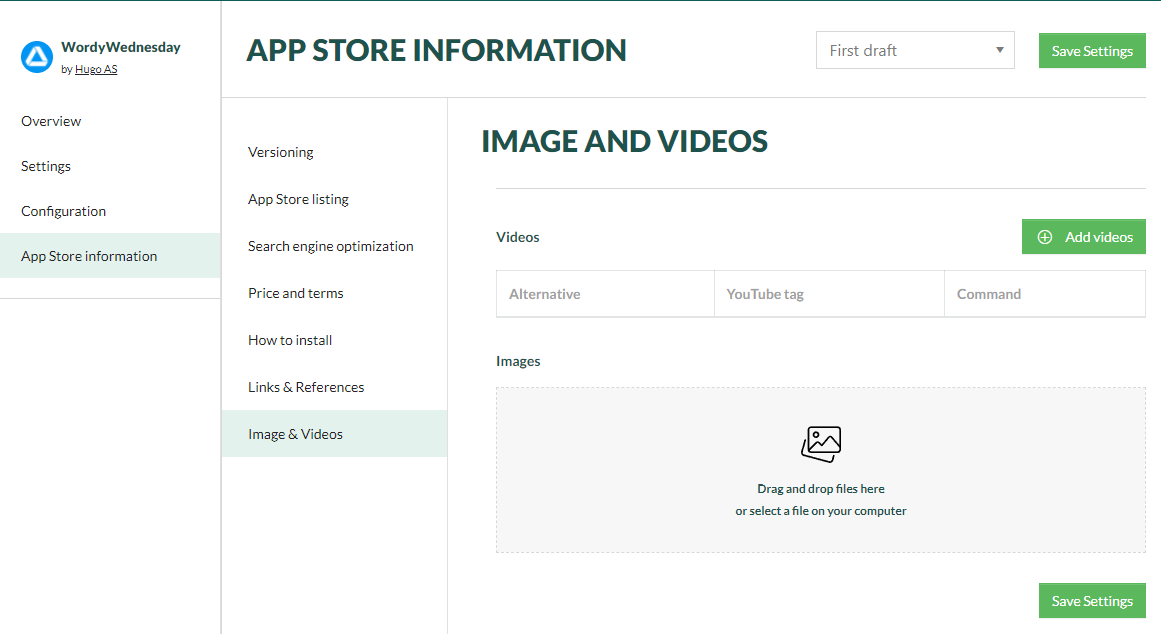 WordyWednesday
by Hugo AS
Overview
Settings
Configuration
App Store information
APP STORE INFORMATION
First draft
Save Settings
Versioning
App Store listing
Search engine optimization
Price and terms
How to install
Links & References
Image & Videos
IMAGE AND VIDEOS
Videos
Add videos
Alternative YouTube tag Command
Images
Drag and drop files here
or select a file on your computer
Save Settings